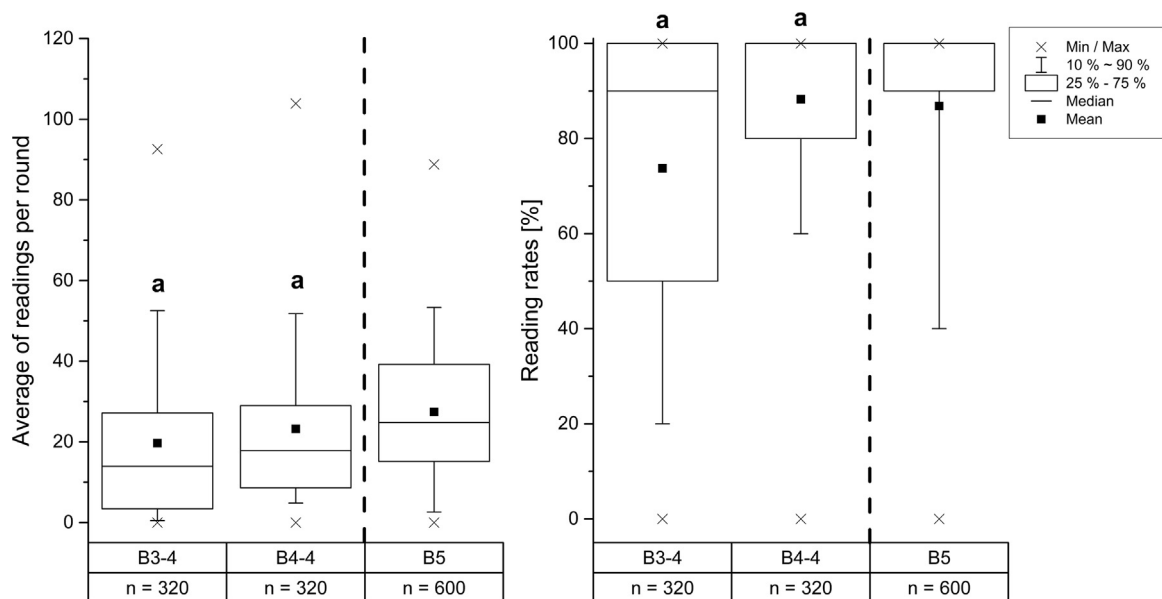 Average of readings per round
120
100
80
60
40
20
0
a
a
B3-4
B4-4
B5
n = 320
n = 320
n = 600
Reading rates [%]
100
80
60
40
20
0
a
a
B3-4
B4-4
B5
n = 320
n = 320
n = 600
Min / Max
10 % ~ 90 %
25 % - 75 %
Median
Mean